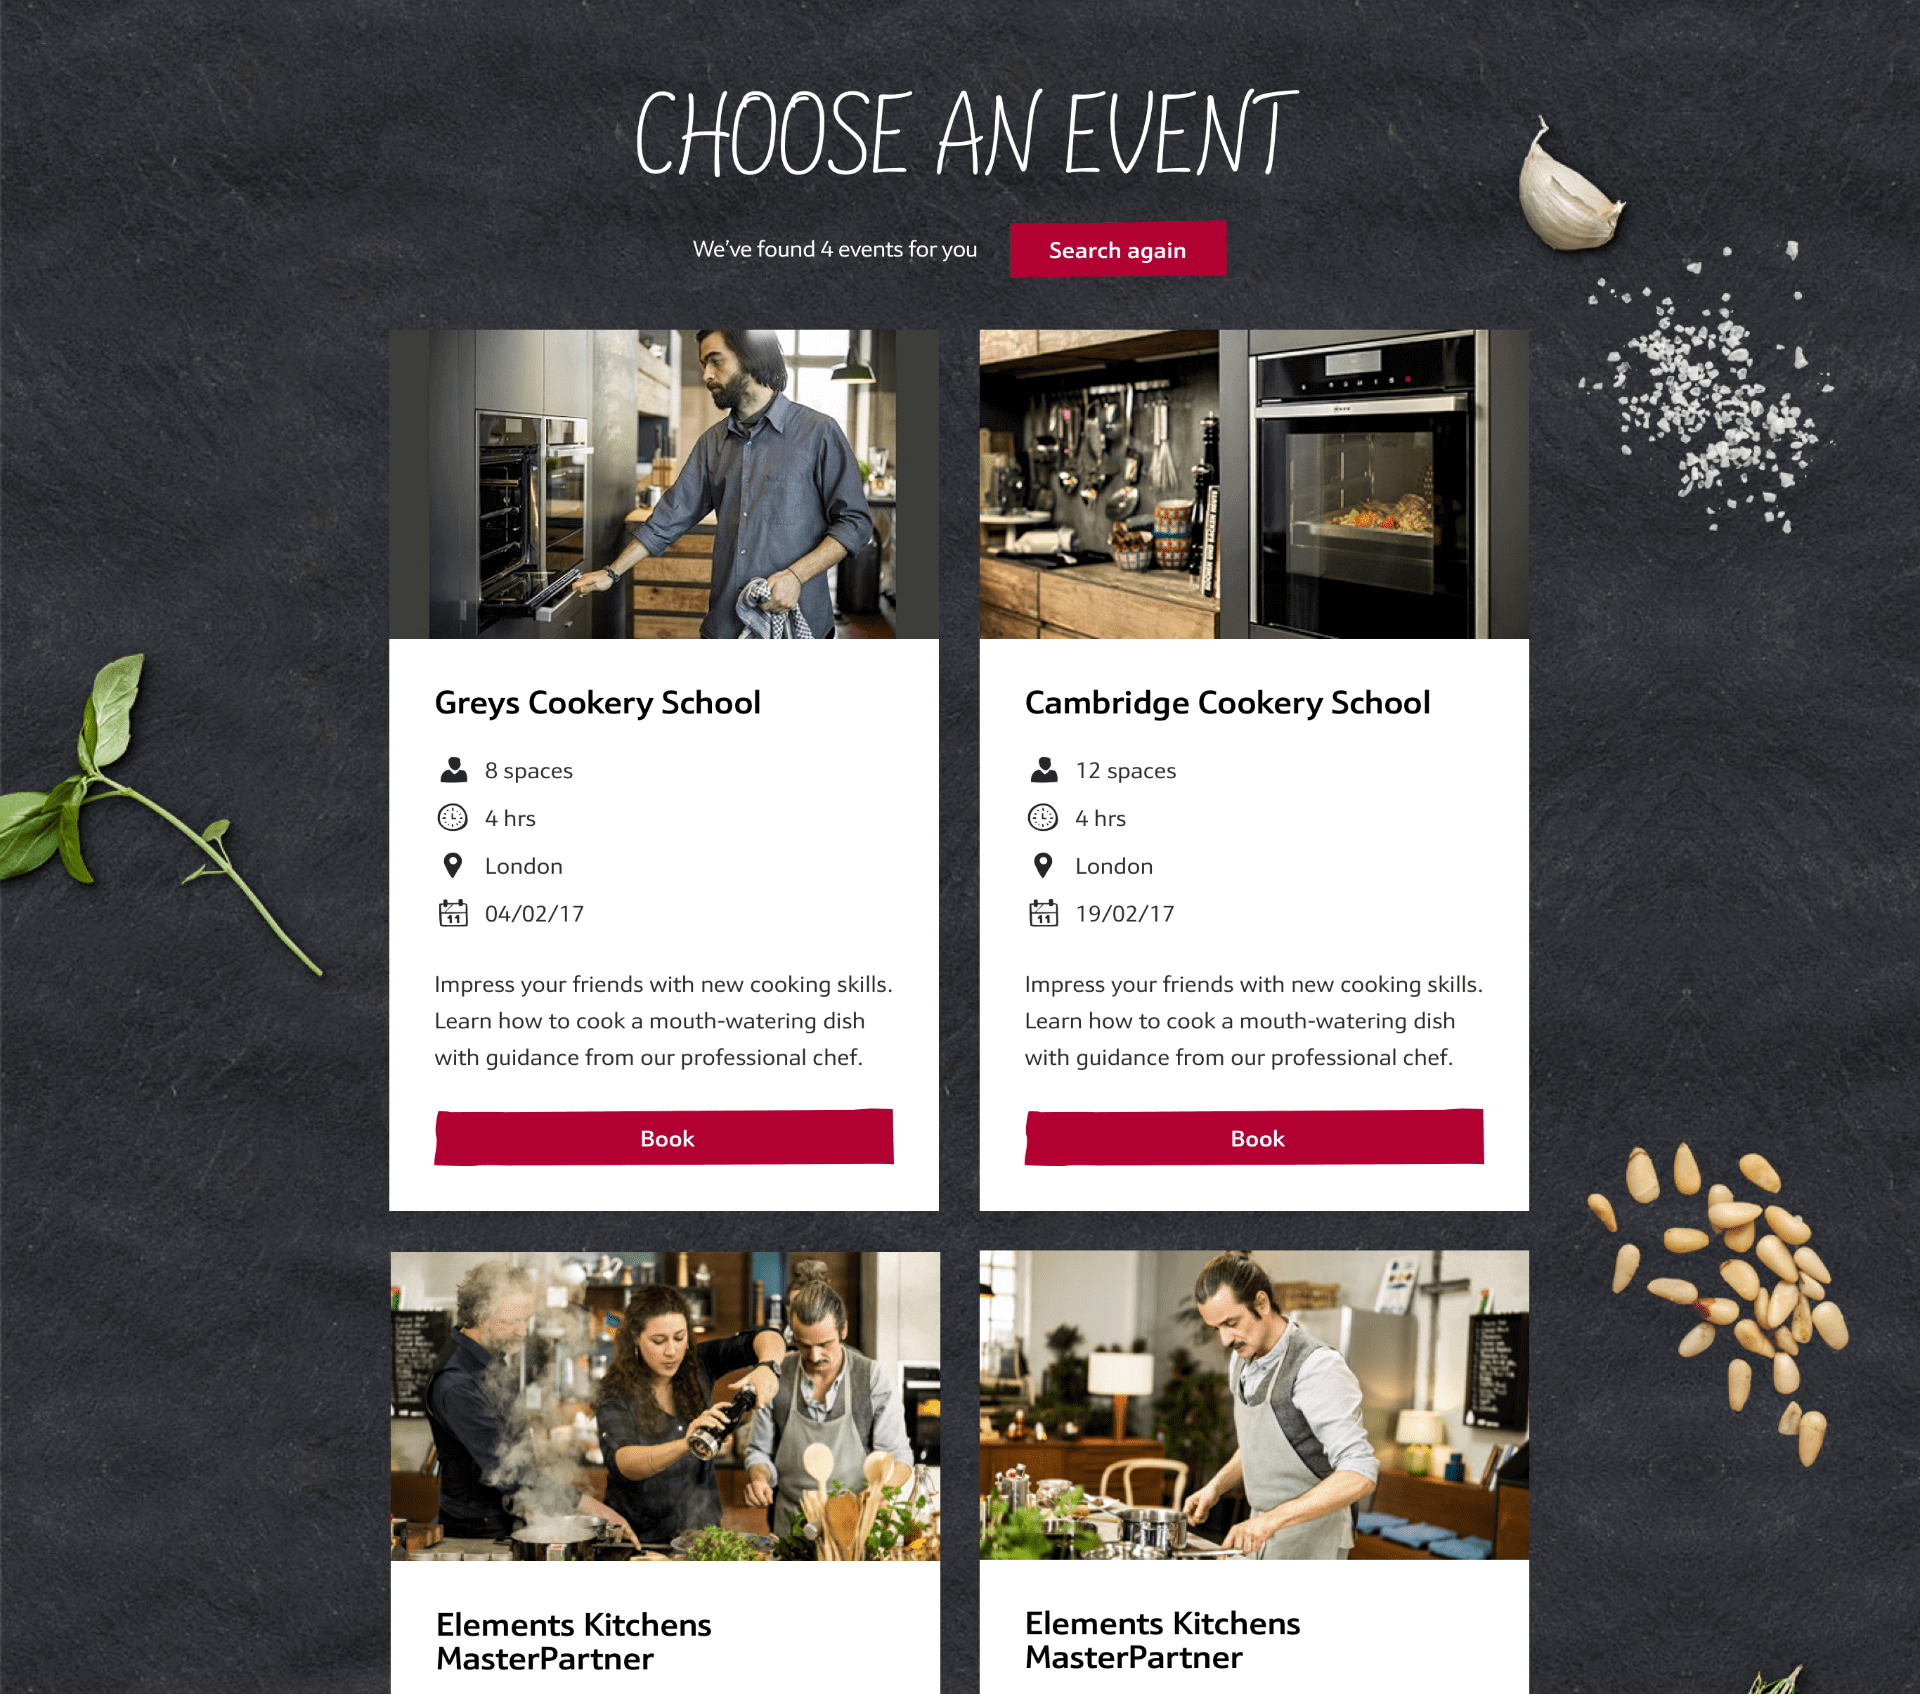 CHOOSE AN EVENT
We've found 4 events for you
Search again
Greys Cookery School
8 spaces
4 hrs
London
11
04/02/17
Impress your friends with new cooking skills.
Learn how to cook a mouth-watering dish
with guidance from our professional chef.
Book
Cambridge Cookery School
12 spaces
4 hrs
London
11
19/02/17
Impress your friends with new cooking skills.
Learn how to cook a mouth-watering dish
with guidance from our professional chef.
Book
Elements Kitchens
MasterPartner
Elements Kitchens
MasterPartner